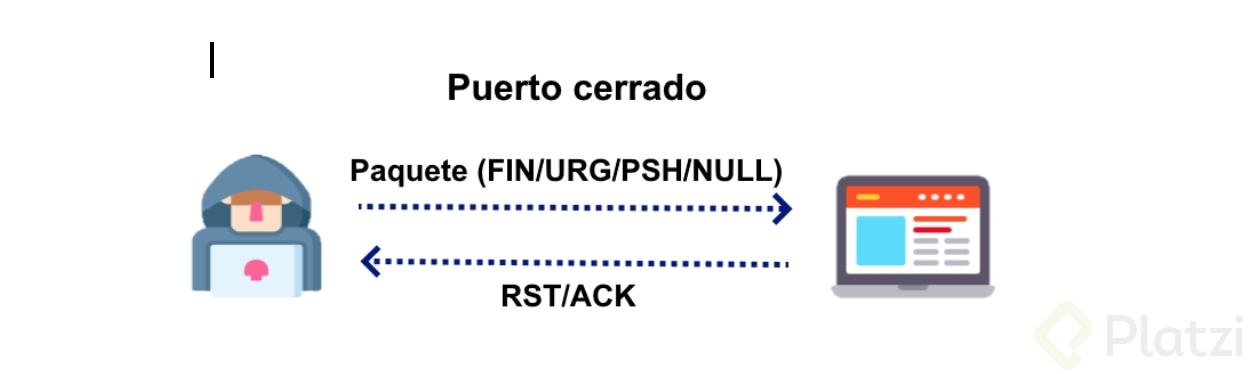 Puerto cerrado
Paquete (FIN/URG/PSH/NULL)
RST/ACK
Platzi